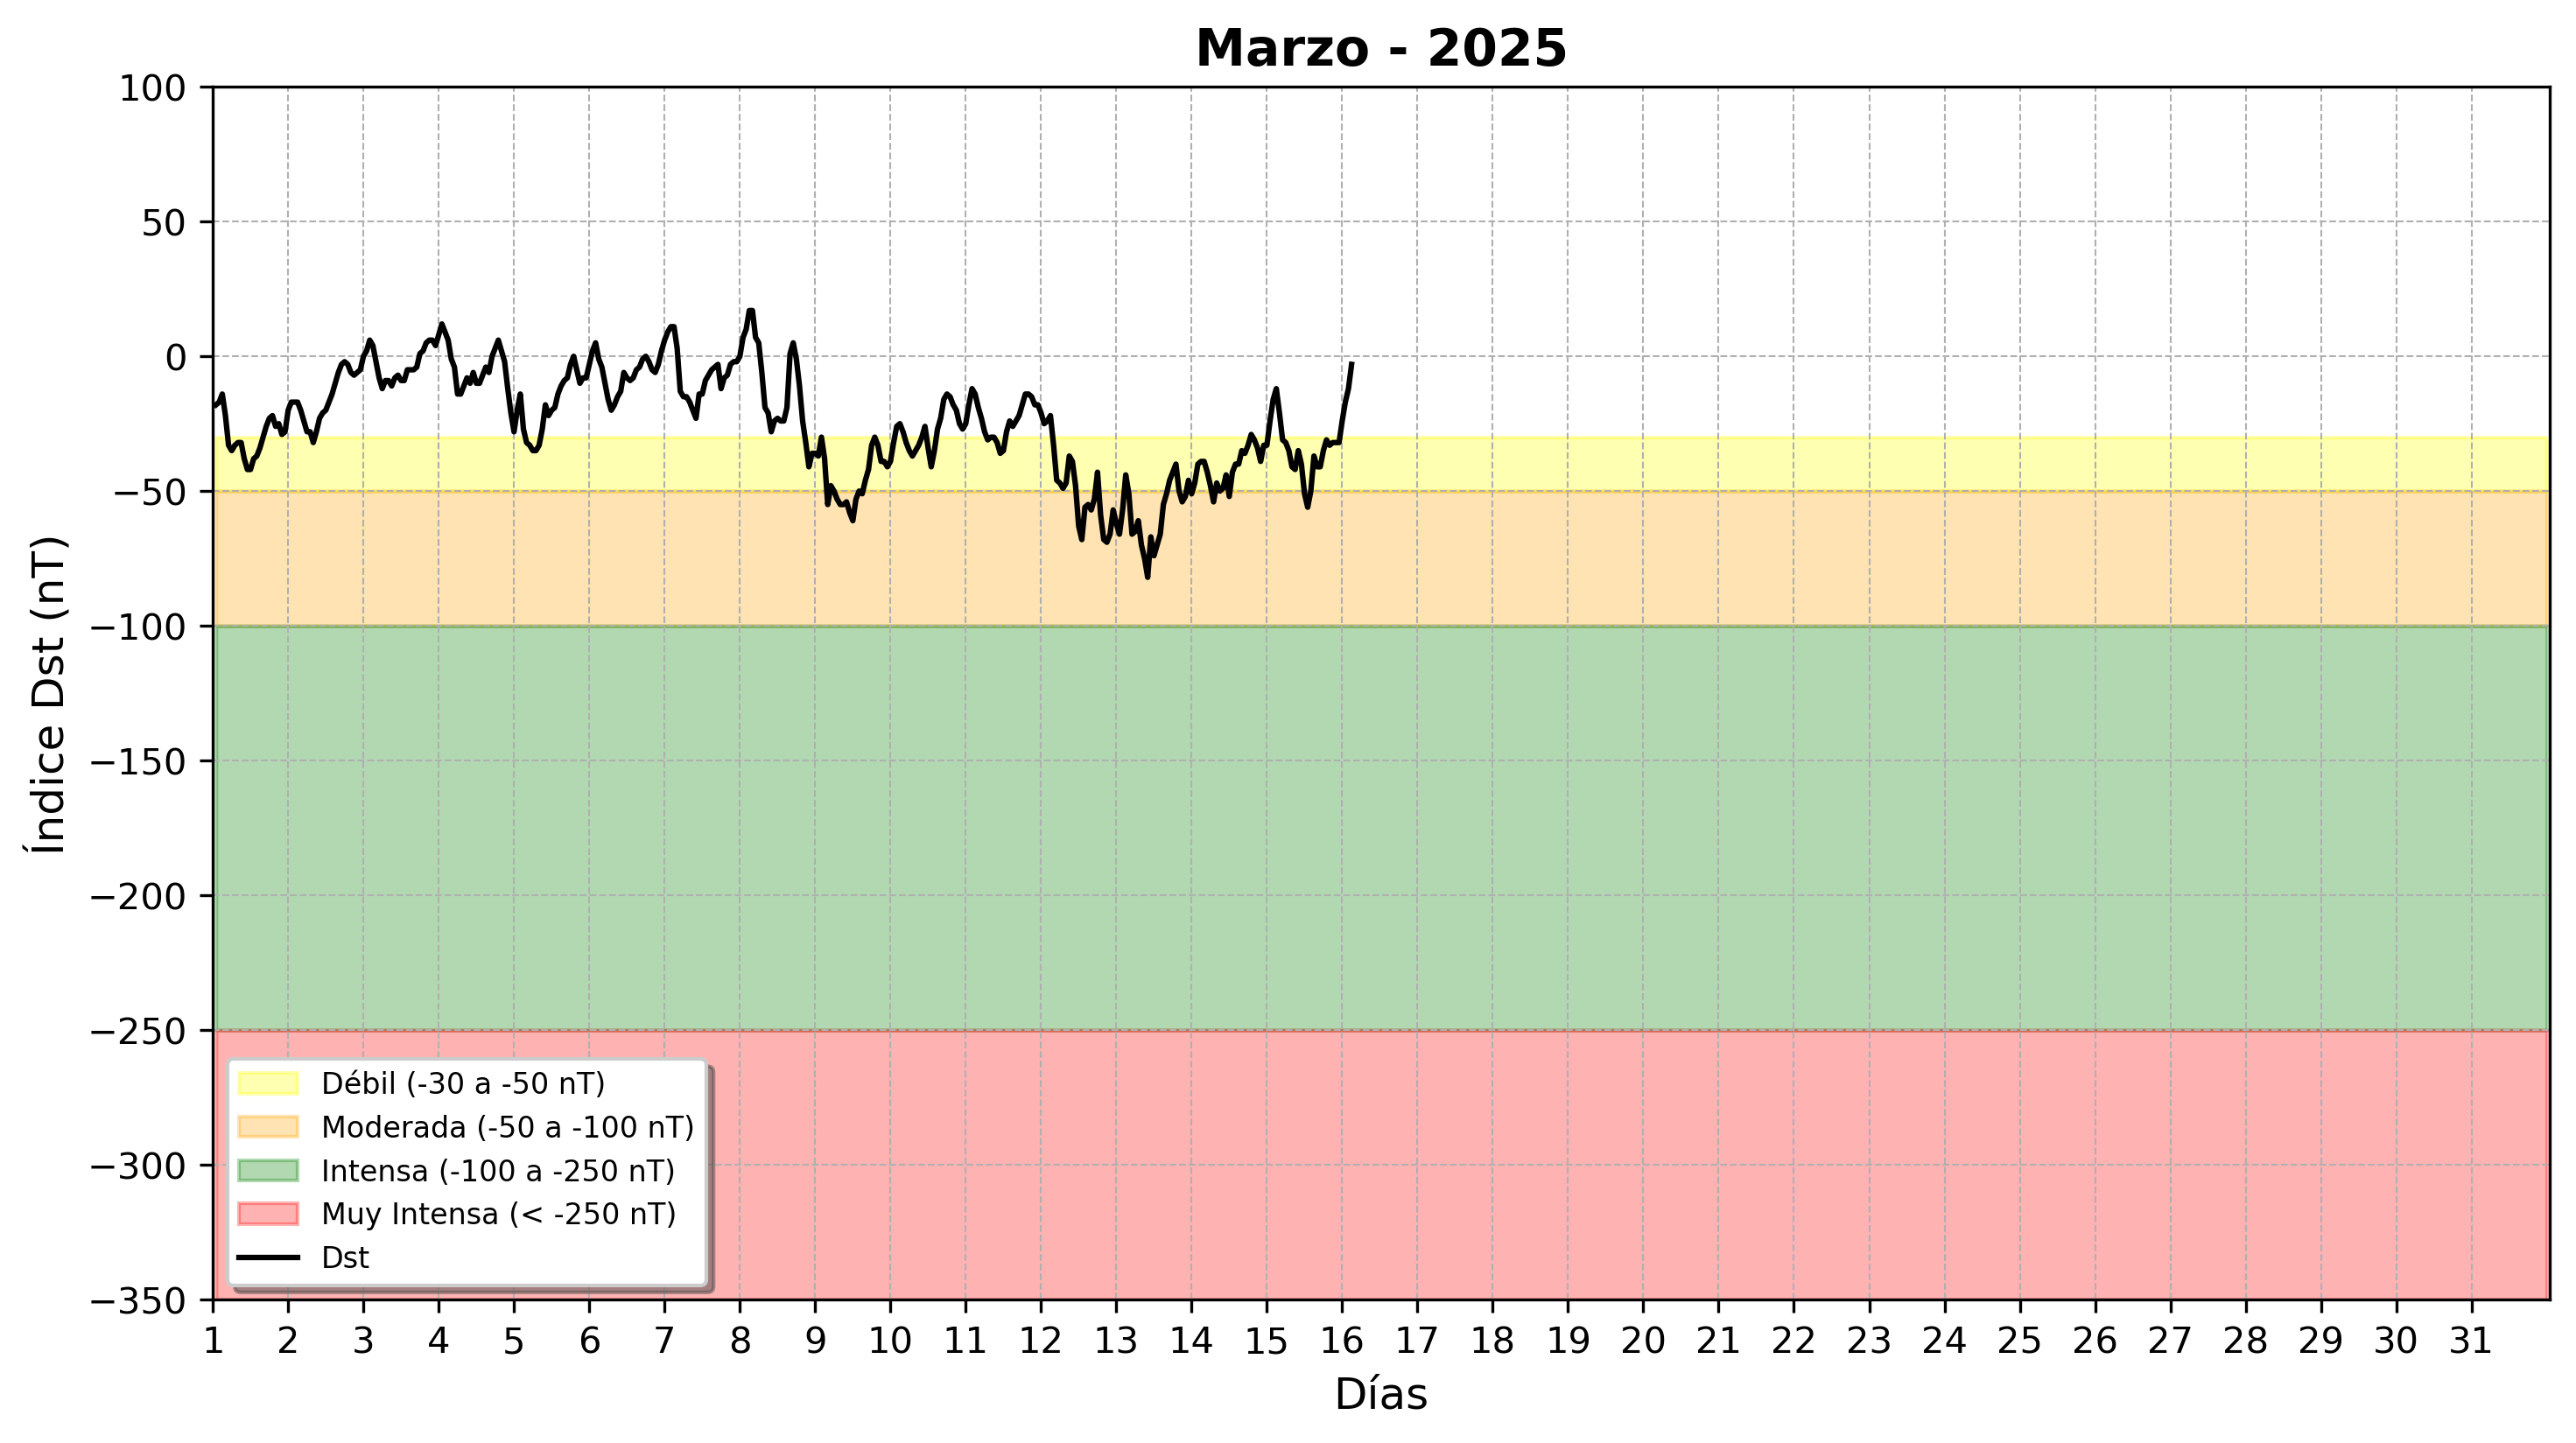 Marzo - 2025
100
50
0
−50
−100
−150
−200
−250
−300
−350
Índice Dst (nT)
Débil (-30 a -50 nT)
Moderada (-50 a -100 nT)
Intensa (-100 a -250 nT)
Muy Intensa (< -250 nT)
Dst
1 2 3 4 5 6 7 8 9 10 11 12 13 14 15 16 17 18 19 20 21 22 23 24 25 26 27 28 29 30 31
Días